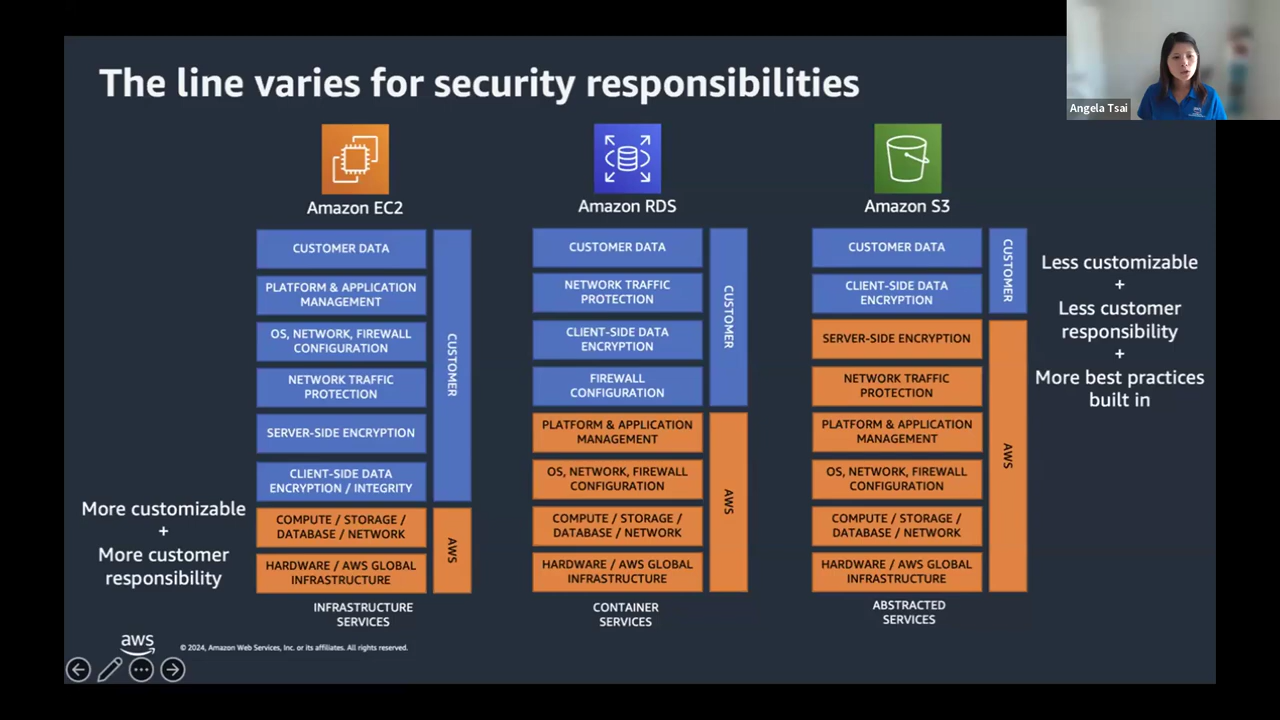 The line varies for security responsibilities
Angela Tsai
Amazon EC2
CUSTOMER DATA
PLATFORM & APPLICATION
MANAGEMENT
OS, NETWORK, FIREWALL
CONFIGURATION
NETWORK TRAFFIC
PROTECTION
SERVER-SIDE ENCRYPTION
CLIENT-SIDE DATA
ENCRYPTION / INTEGRITY
COMPUTE / STORAGE /
DATABASE / NETWORK
HARDWARE / AWS GLOBAL
INFRASTRUCTURE
CUSTOMER
AWS
INFRASTRUCTURE
SERVICES
More customizable
+
More customer
responsibility
Amazon RDS
CUSTOMER DATA
NETWORK TRAFFIC
PROTECTION
CLIENT-SIDE DATA
ENCRYPTION
FIREWALL
CONFIGURATION
PLATFORM & APPLICATION
MANAGEMENT
OS, NETWORK, FIREWALL
CONFIGURATION
COMPUTE / STORAGE /
DATABASE / NETWORK
HARDWARE / AWS GLOBAL
INFRASTRUCTURE
CUSTOMER
AWS
CONTAINER
SERVICES
Amazon S3
CUSTOMER DATA
CLIENT-SIDE DATA
ENCRYPTION
SERVER-SIDE ENCRYPTION
NETWORK TRAFFIC
PROTECTION
PLATFORM & APPLICATION
MANAGEMENT
OS, NETWORK, FIREWALL
CONFIGURATION
COMPUTE / STORAGE /
DATABASE / NETWORK
HARDWARE / AWS GLOBAL
INFRASTRUCTURE
CUSTOMER
AWS
ABSTRACTED
SERVICES
Less customizable
+
Less customer
responsibility
+
More best practices
built in
aws
© 2024, Amazon Web Services, Inc. or its affiliates. All rights reserved.